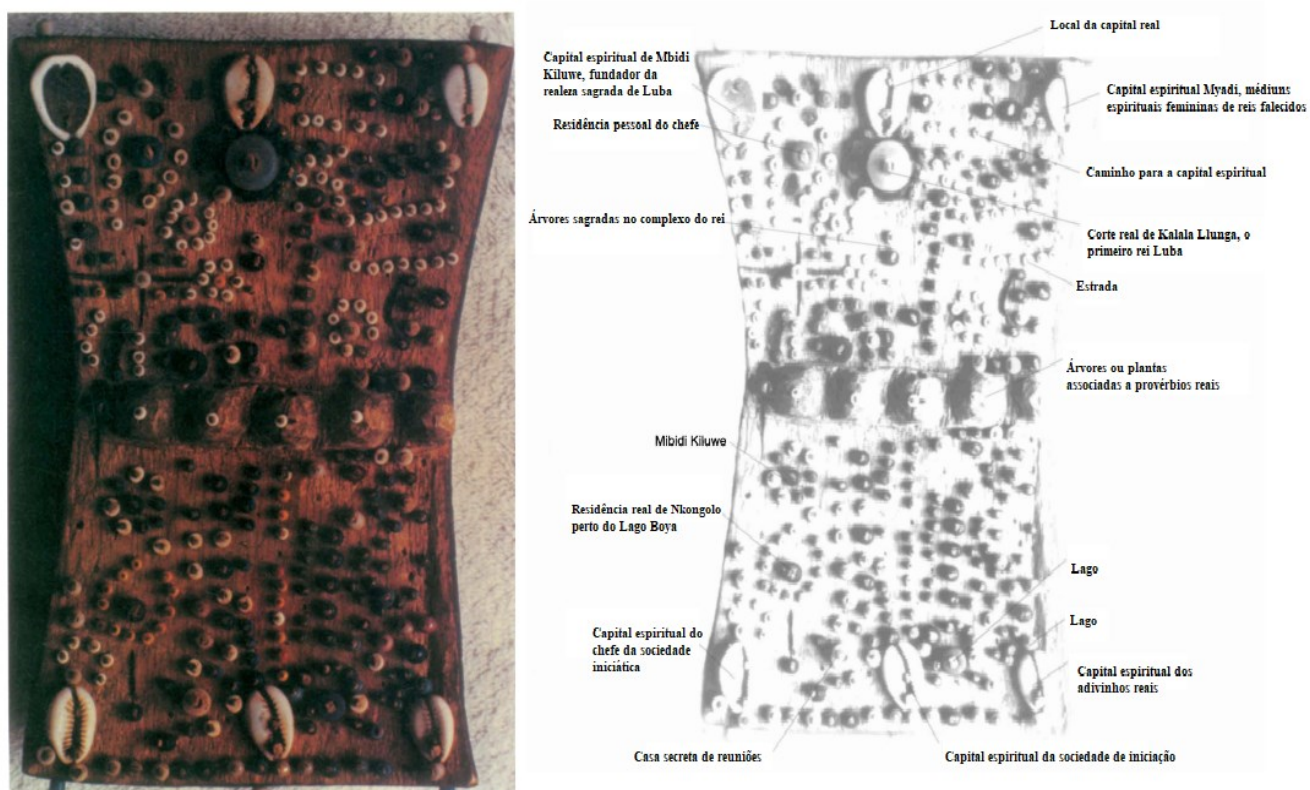 Local da capital real
Capital espiritual de Mbidi
Kiluwe, fundador da
realeza sagrada de Luba
Capital espiritual Myadi, médiuns
espirituais femininas de reis falecidos
Residência pessoal do chefe
Caminho para a capital espiritual
Árvores sagradas no complexo do rei
Corte real de Kalala Llunga, o
primeiro rei Luba
Estrada
Árvores ou plantas
associadas a provérbios reais
Mibidi Kiluwe
Residência real de Nkongolo
perto do Lago Boya
Lago
Lago
Capital espiritual do
chefe da sociedade
iniciática
Capital espiritual dos
adivinhos reais
Casa secreta de reuniões
Capital espiritual da sociedade de iniciação